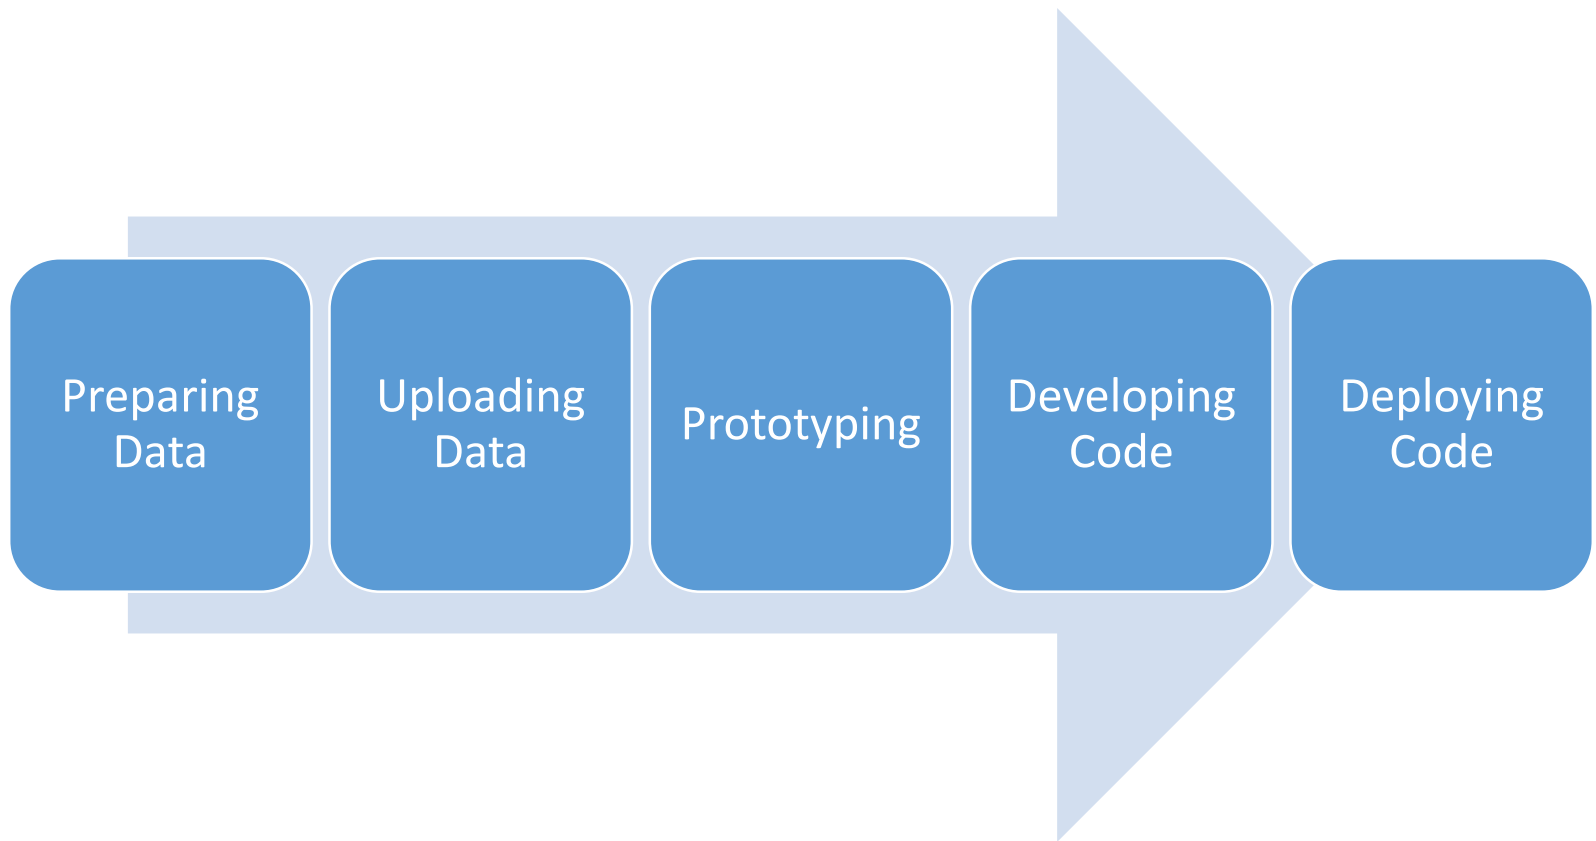 Preparing
Data
Uploading
Data
Prototyping
Developing
Code
Deploying
Code